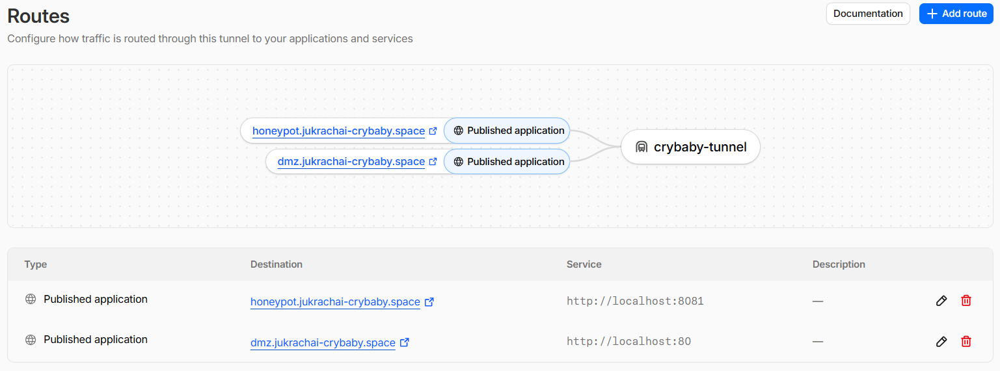 Routes
Documentation
Add route
Configure how traffic is routed through this tunnel to your applications and services
honeypot.jukrachai-crybaby.space Published application
crybaby-tunnel
dmz.jukrachai-crybaby.space Published application
Type Destination Service Description
Published application honeypot.jukrachai-crybaby.space http://localhost:8081 —
Published application dmz.jukrachai-crybaby.space http://localhost:80 —